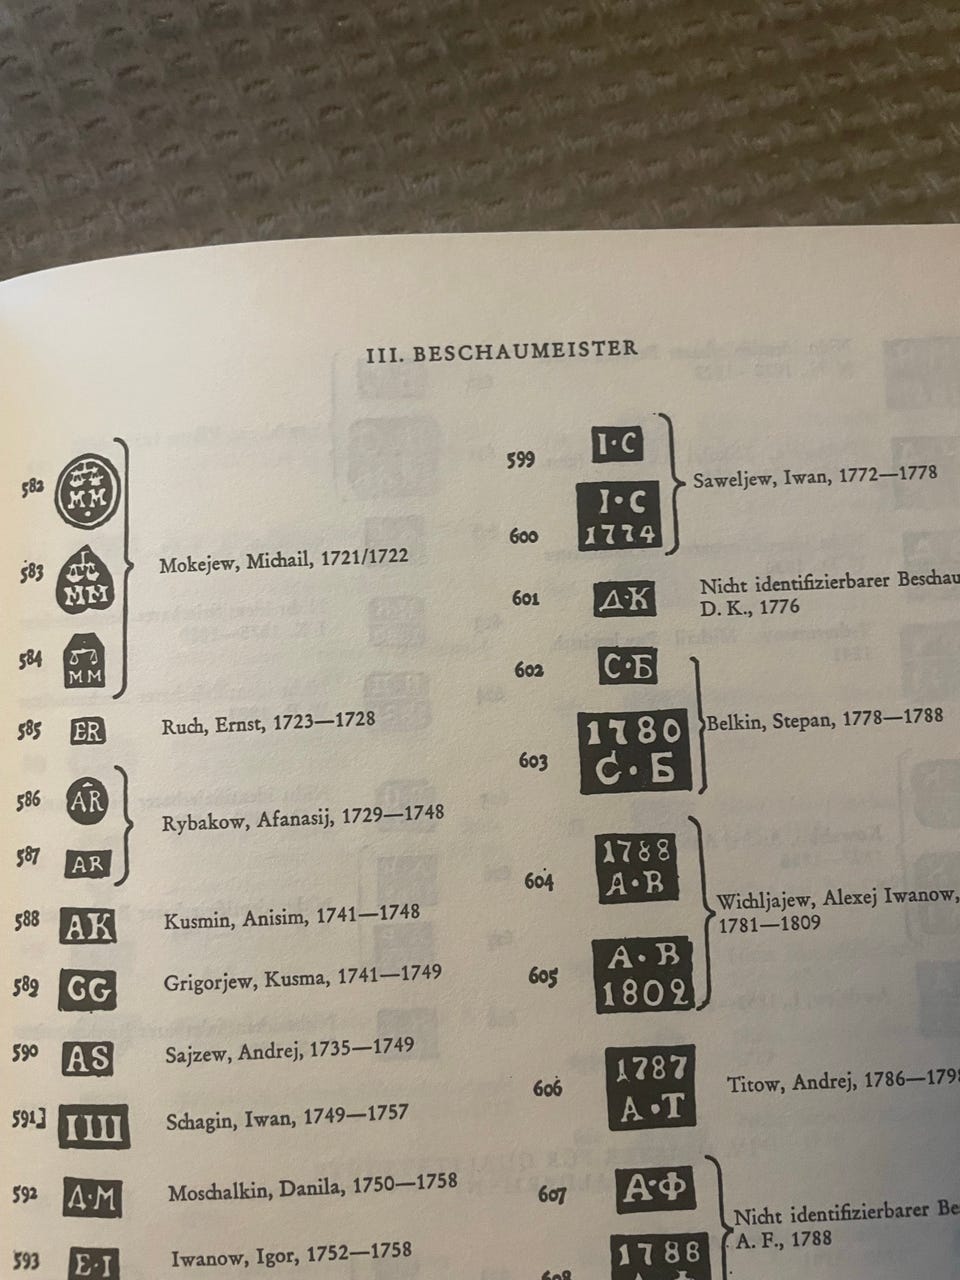 III. BESCHAUMEISTER
582 MM
583 MM
584 MM
Mokejew, Michail, 1721/1722
585 ER Ruch, Ernst, 1723—1728
586 AR
587 AR
Rybakow, Afanasij, 1729—1748
588 AK Kusmin, Anisim, 1741—1748
589 GG Grigorjew, Kusma, 1741—1749
590 AS Sajzew, Andrej, 1735—1749
591] IШ Schagin, Iwan, 1749—1757
592 Д·М Moschalkin, Danila, 1750—1758
593 E·I Iwanow, Igor, 1752—1758
599 I·C
600 I·C
1774
Saweljew, Iwan, 1772—1778
601 Д·К Nicht identifizierbarer Beschau
D. K., 1776
602 С·Б
603 1780
С·Б
Belkin, Stepan, 1778—1788
604 1788
А·В
605 А·В
1802
Wichljajew, Alexej Iwanow,
1781—1809
606 1787
А·Т
Titow, Andrej, 1786—179
607 А·Ф
608 1788
Nicht identifizierbarer Be
A. F., 1788